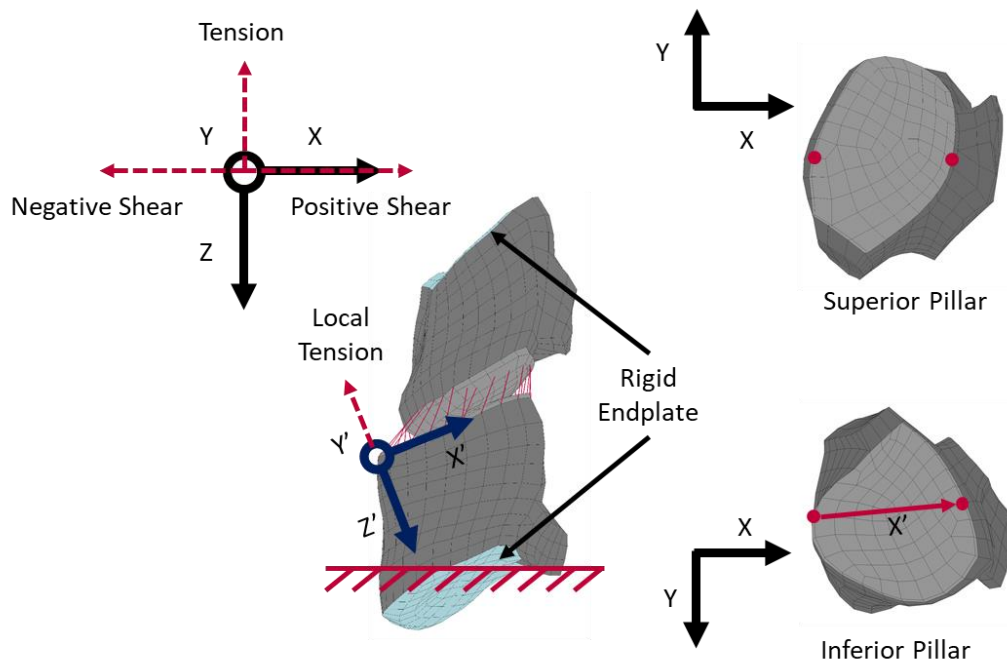 Tension
Y
X
Negative Shear
Positive Shear
Z
Local
Tension
Y'
X'
Z'
Rigid
Endplate
Y
X
Superior Pillar
X
Y
X'
Inferior Pillar